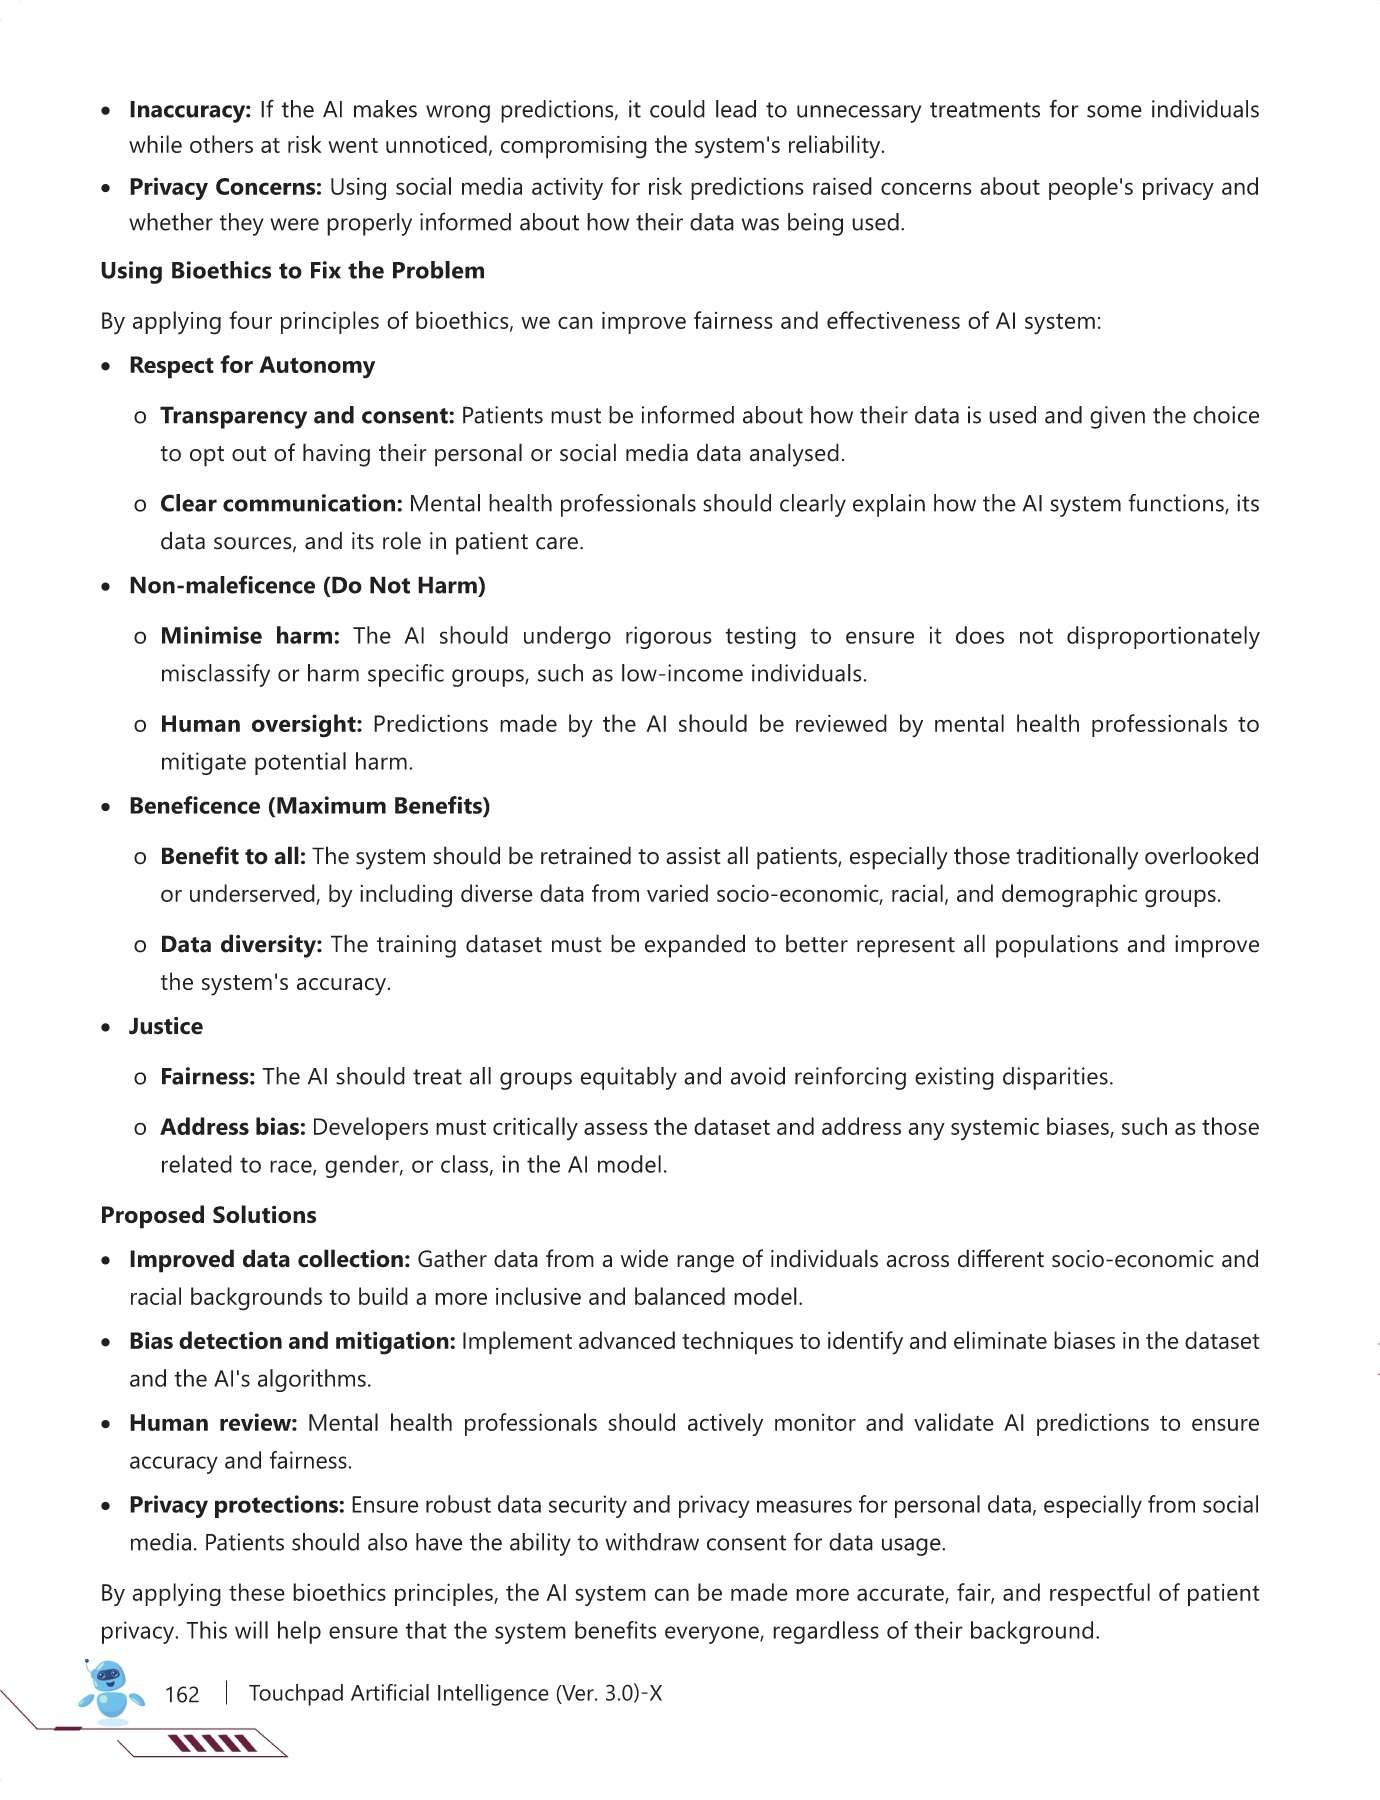 • Inaccuracy: If the AI makes wrong predictions, it could lead to unnecessary treatments for some individuals
while others at risk went unnoticed, compromising the system's reliability.
• Privacy Concerns: Using social media activity for risk predictions raised concerns about people's privacy and
whether they were properly informed about how their data was being used.
Using Bioethics to Fix the Problem
By applying four principles of bioethics, we can improve fairness and effectiveness of AI system:
• Respect for Autonomy
o Transparency and consent: Patients must be informed about how their data is used and given the choice
to opt out of having their personal or social media data analysed.
o Clear communication: Mental health professionals should clearly explain how the AI system functions, its
data sources, and its role in patient care.
• Non-maleficence (Do Not Harm)
o Minimise harm: The AI should undergo rigorous testing to ensure it does not disproportionately
misclassify or harm specific groups, such as low-income individuals.
o Human oversight: Predictions made by the AI should be reviewed by mental health professionals to
mitigate potential harm.
• Beneficence (Maximum Benefits)
o Benefit to all: The system should be retrained to assist all patients, especially those traditionally overlooked
or underserved, by including diverse data from varied socio-economic, racial, and demographic groups.
o Data diversity: The training dataset must be expanded to better represent all populations and improve
the system's accuracy.
• Justice
o Fairness: The AI should treat all groups equitably and avoid reinforcing existing disparities.
o Address bias: Developers must critically assess the dataset and address any systemic biases, such as those
related to race, gender, or class, in the AI model.
Proposed Solutions
• Improved data collection: Gather data from a wide range of individuals across different socio-economic and
racial backgrounds to build a more inclusive and balanced model.
• Bias detection and mitigation: Implement advanced techniques to identify and eliminate biases in the dataset
and the AI's algorithms.
• Human review: Mental health professionals should actively monitor and validate AI predictions to ensure
accuracy and fairness.
• Privacy protections: Ensure robust data security and privacy measures for personal data, especially from social
media. Patients should also have the ability to withdraw consent for data usage.
By applying these bioethics principles, the AI system can be made more accurate, fair, and respectful of patient
privacy. This will help ensure that the system benefits everyone, regardless of their background.
162 | Touchpad Artificial Intelligence (Ver. 3.0)-X